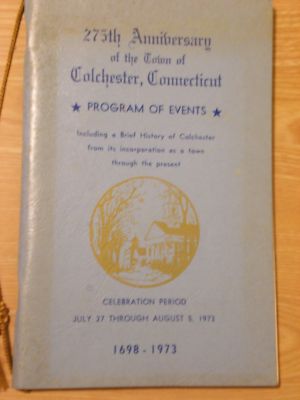 275th Anniversary
of the Town of
Colchester, Connecticut
★ PROGRAM OF EVENTS ★
Including a Brief History of Colchester
from its incorporation as a town
through the present
CELEBRATION PERIOD
JULY 27 THROUGH AUGUST 5, 1973
1698 - 1973